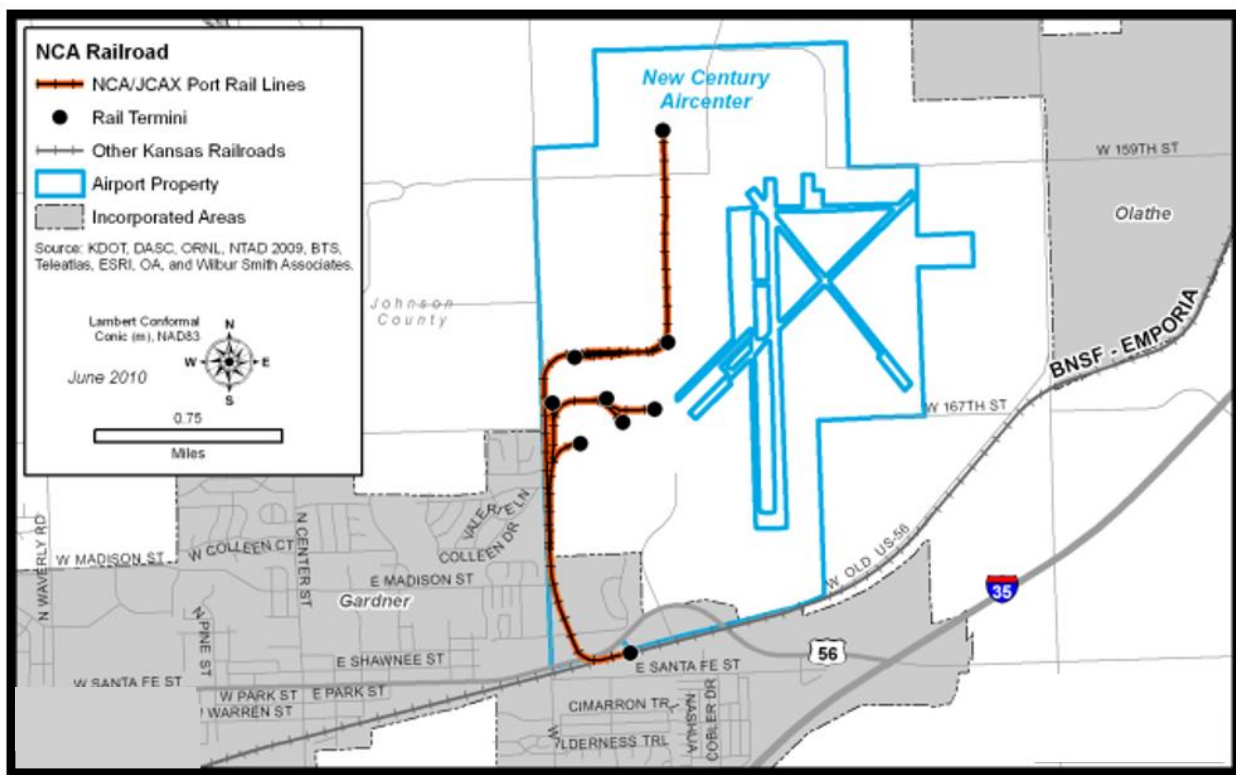 NCA Railroad
NCA/JCAX Port Rail Lines
Rail Termini
Other Kansas Railroads
Airport Property
Incorporated Areas
Source: KDOT, DASC, ORNL, NTAD 2009, BTS,
Teleatlas, ESRI, OA, and Wilbur Smith Associates.
Lambert Conformal
Conic (m), NAD83
June 2010
N
W
E
S
0.75
Miles
New Century
Aircenter
W 159TH ST
Olathe
Johnson
County
BNSF - EMPORIA
W 167TH ST
N WAVERLY RD
W MADISON ST
W COLLEEN CT
N CENTER ST
COLLEEN DR
E MADISON ST
W OLD US-56
35
Gardner
N PINE ST
E SHAWNEE ST
56
E SANTA FE ST
W SANTA FE ST
W PARK ST
E PARK ST
WARREN ST
CIMARRON TRL
NASHUA
COBLER DR
W
LDERNESS TRL